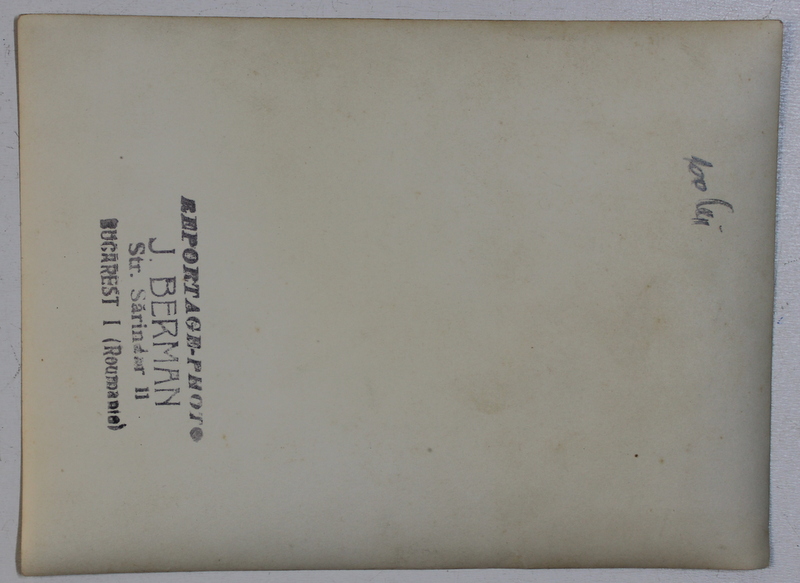 REPORTAGE-PHOTO
J. BERMAN
Str. Sărindar 11
BUCAREST I (Roumanie)
400 lei